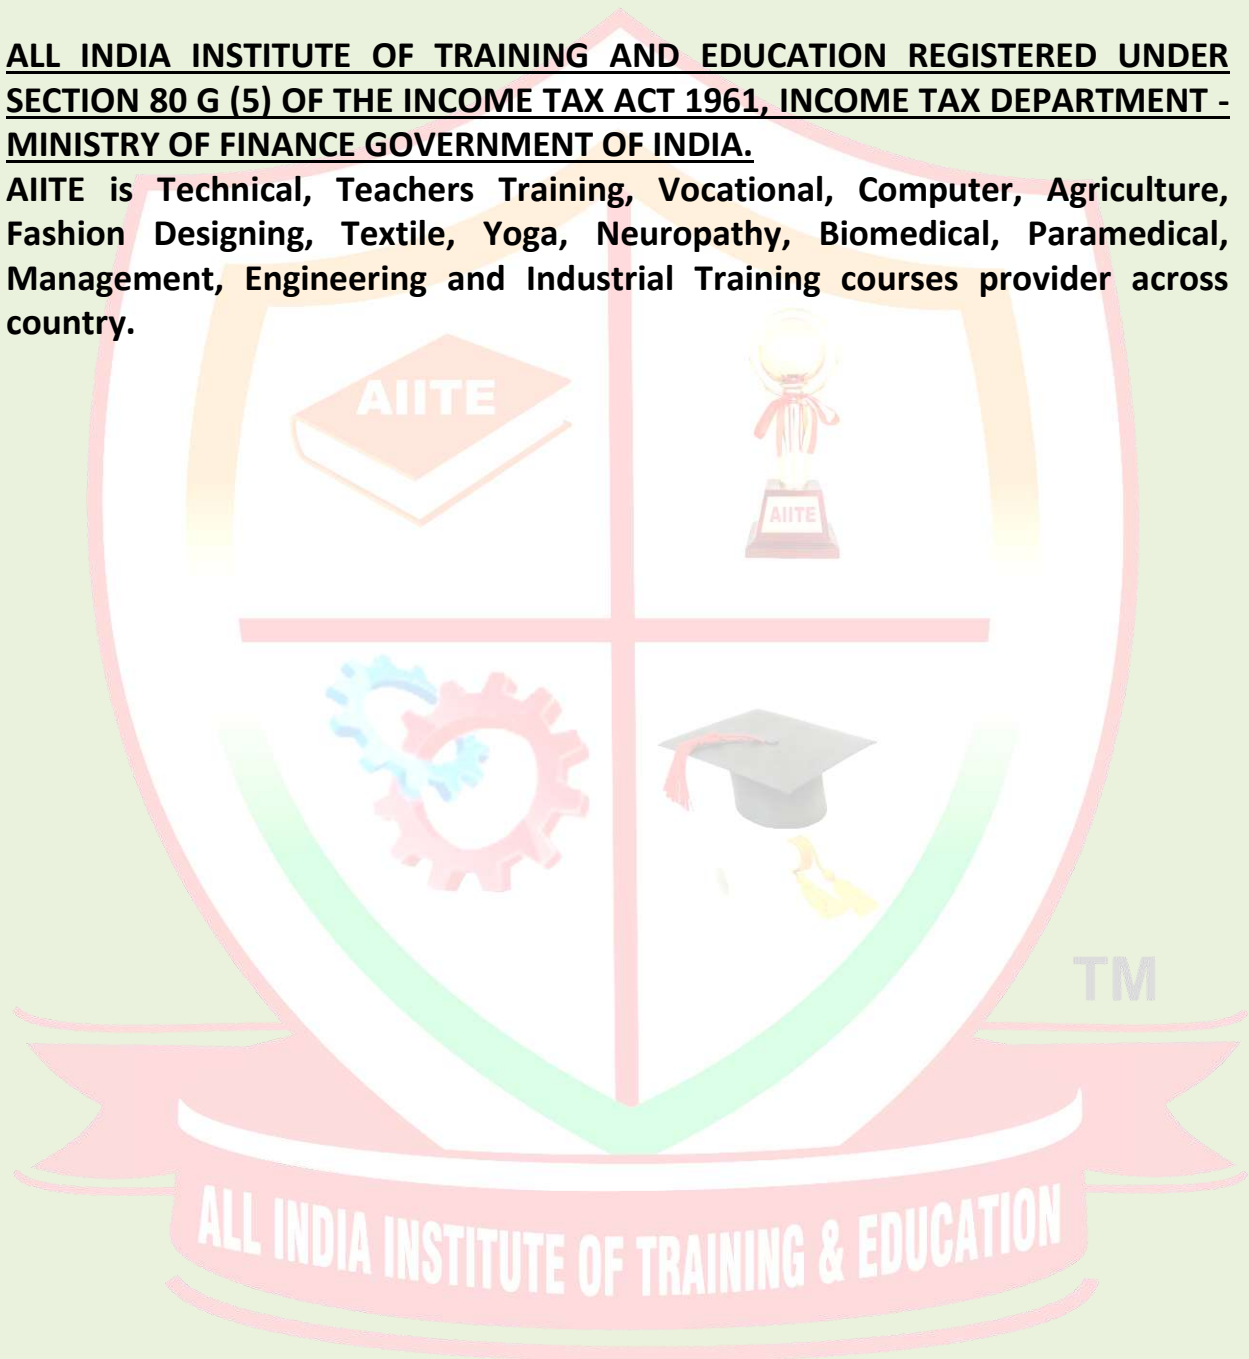 ALL INDIA INSTITUTE OF TRAINING AND EDUCATION REGISTERED UNDER
SECTION 80 G (5) OF THE INCOME TAX ACT 1961, INCOME TAX DEPARTMENT -
MINISTRY OF FINANCE GOVERNMENT OF INDIA.
AIITE is Technical, Teachers Training, Vocational, Computer, Agriculture,
Fashion Designing, Textile, Yoga, Neuropathy, Biomedical, Paramedical,
Management, Engineering and Industrial Training courses provider across
country.
AIITE
AIITE
TM
ALL INDIA INSTITUTE OF TRAINING & EDUCATION